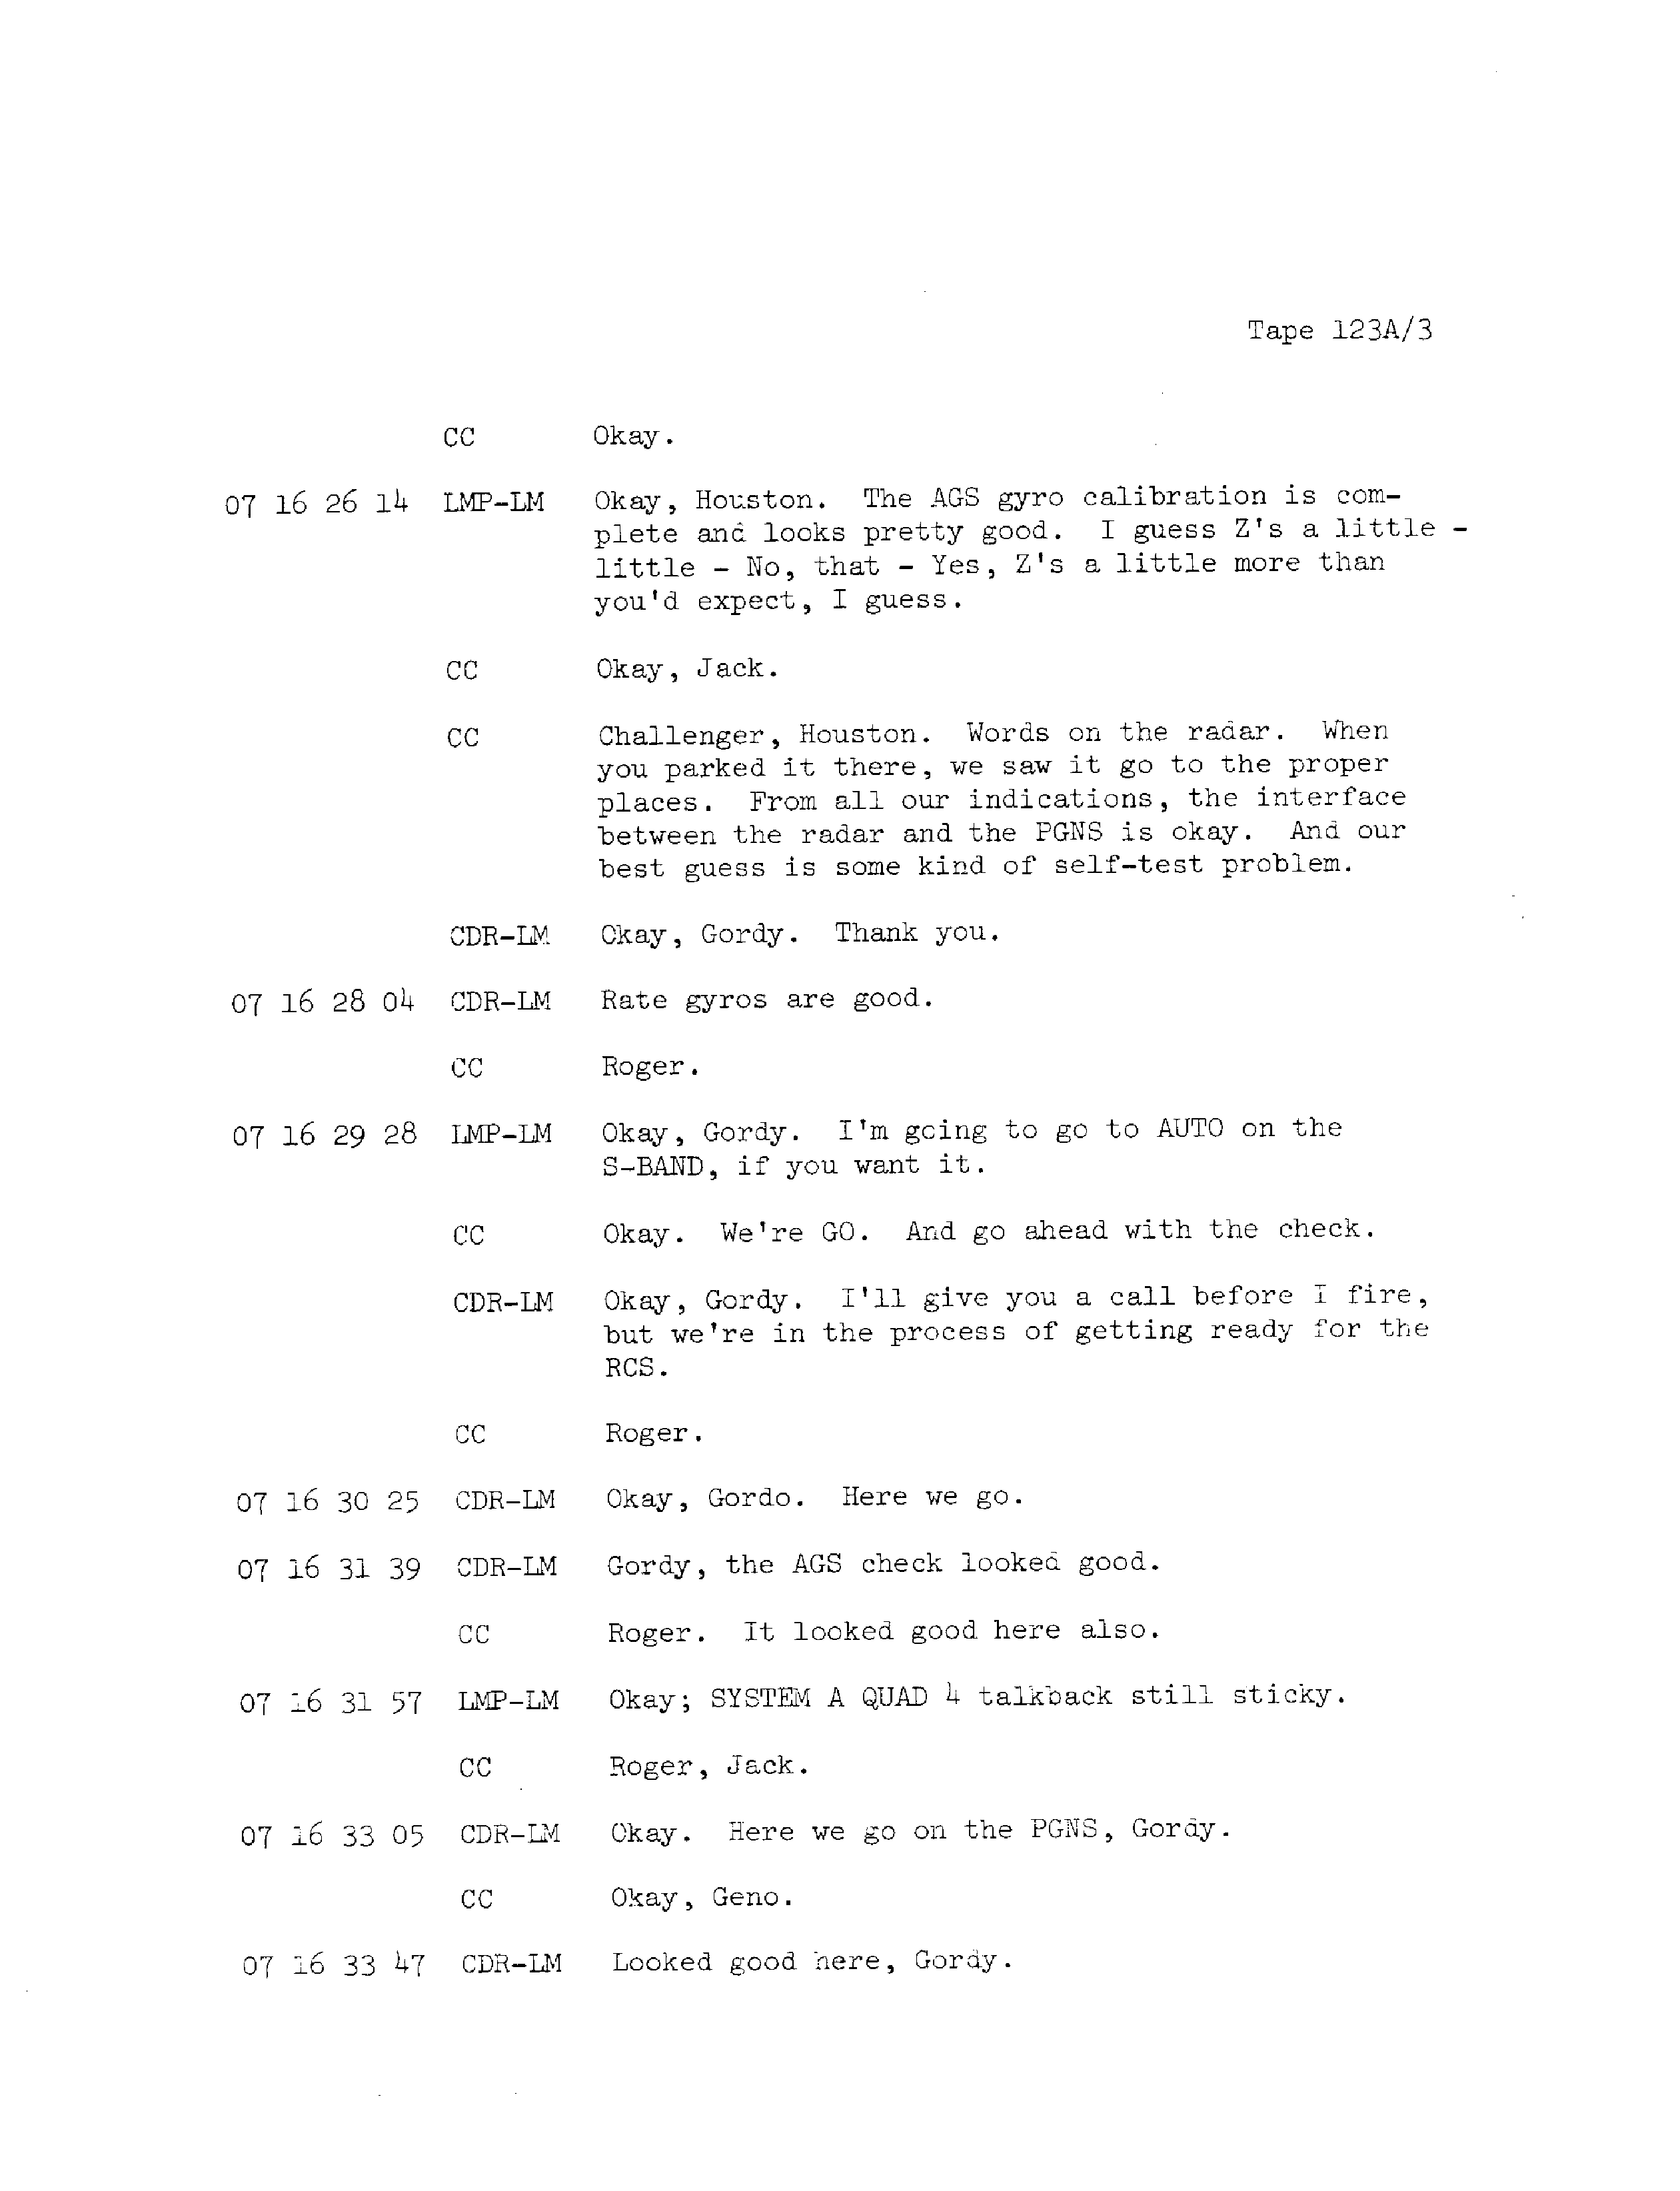 Tape 123A/3
CC Okay.
07 16 26 14 LMP-LM Okay, Houston. The AGS gyro calibration is com-
plete and looks pretty good. I guess Z's a little -
little - No, that - Yes, Z's a little more than
you'd expect, I guess.
CC Okay, Jack.
CC Challenger, Houston. Words on the radar. When
you parked it there, we saw it go to the proper
places. From all our indications, the interface
between the radar and the PGNS is okay. And our
best guess is some kind of self-test problem.
CDR-LM Okay, Gordy. Thank you.
07 16 28 04 CDR-LM Rate gyros are good.
CC Roger.
07 16 29 28 LMP-LM Okay, Gordy. I'm going to go to AUTO on the
S-BAND, if you want it.
CC Okay. We're GO. And go ahead with the check.
CDR-LM Okay, Gordy. I'll give you a call before I fire,
but we're in the process of getting ready for the
RCS.
CC Roger.
07 16 30 25 CDR-LM Okay, Gordo. Here we go.
07 16 31 39 CDR-LM Gordy, the AGS check looked good.
CC Roger. It looked good here also.
07 16 31 57 LMP-LM Okay; SYSTEM A QUAD 4 talkback still sticky.
CC Roger, Jack.
07 16 33 05 CDR-LM Okay. Here we go on the PGNS, Gordy.
CC Okay, Geno.
07 16 33 47 CDR-LM Looked good here, Gordy.